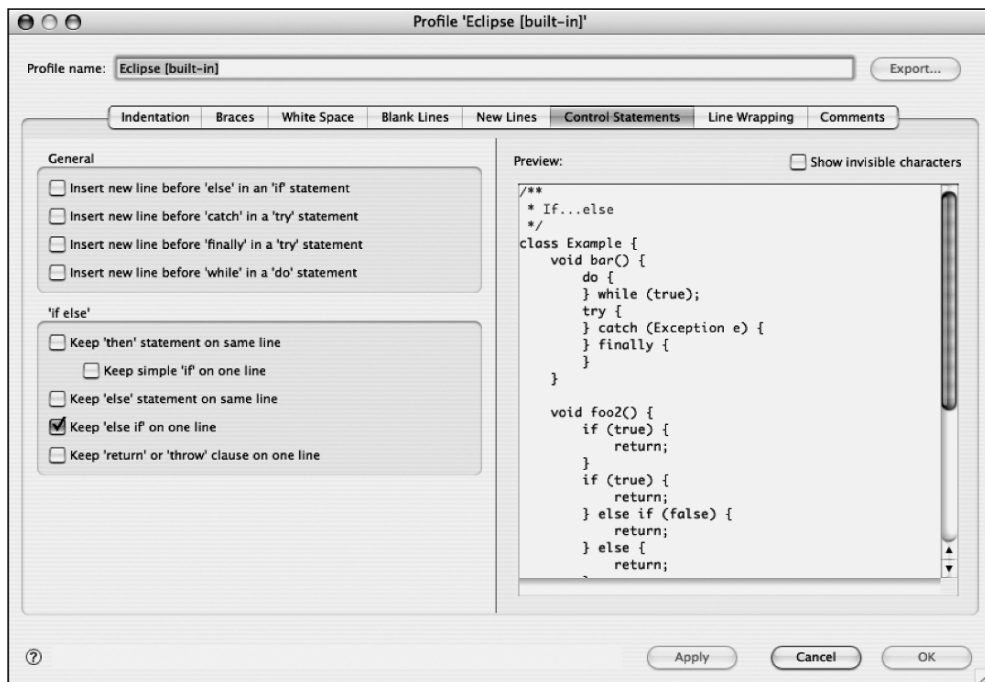 Profile 'Eclipse [built-in]'
Profile name: Eclipse [built-in] Export...
Indentation Braces White Space Blank Lines New Lines Control Statements Line Wrapping Comments
General
Insert new line before 'else' in an 'if' statement
Insert new line before 'catch' in a 'try' statement
Insert new line before 'finally' in a 'try' statement
Insert new line before 'while' in a 'do' statement
'if else'
Keep 'then' statement on same line
Keep simple 'if' on one line
Keep 'else' statement on same line
Keep 'else if' on one line
Keep 'return' or 'throw' clause on one line
Preview: Show invisible characters
/**
 * If...else
 */
class Example {
    void bar() {
        do {
        } while (true);
        try {
        } catch (Exception e) {
        } finally {
        }
    }
    void foo2() {
        if (true) {
            return;
        }
        if (true) {
            return;
        } else if (false) {
            return;
        } else {
            return;
? Apply Cancel OK